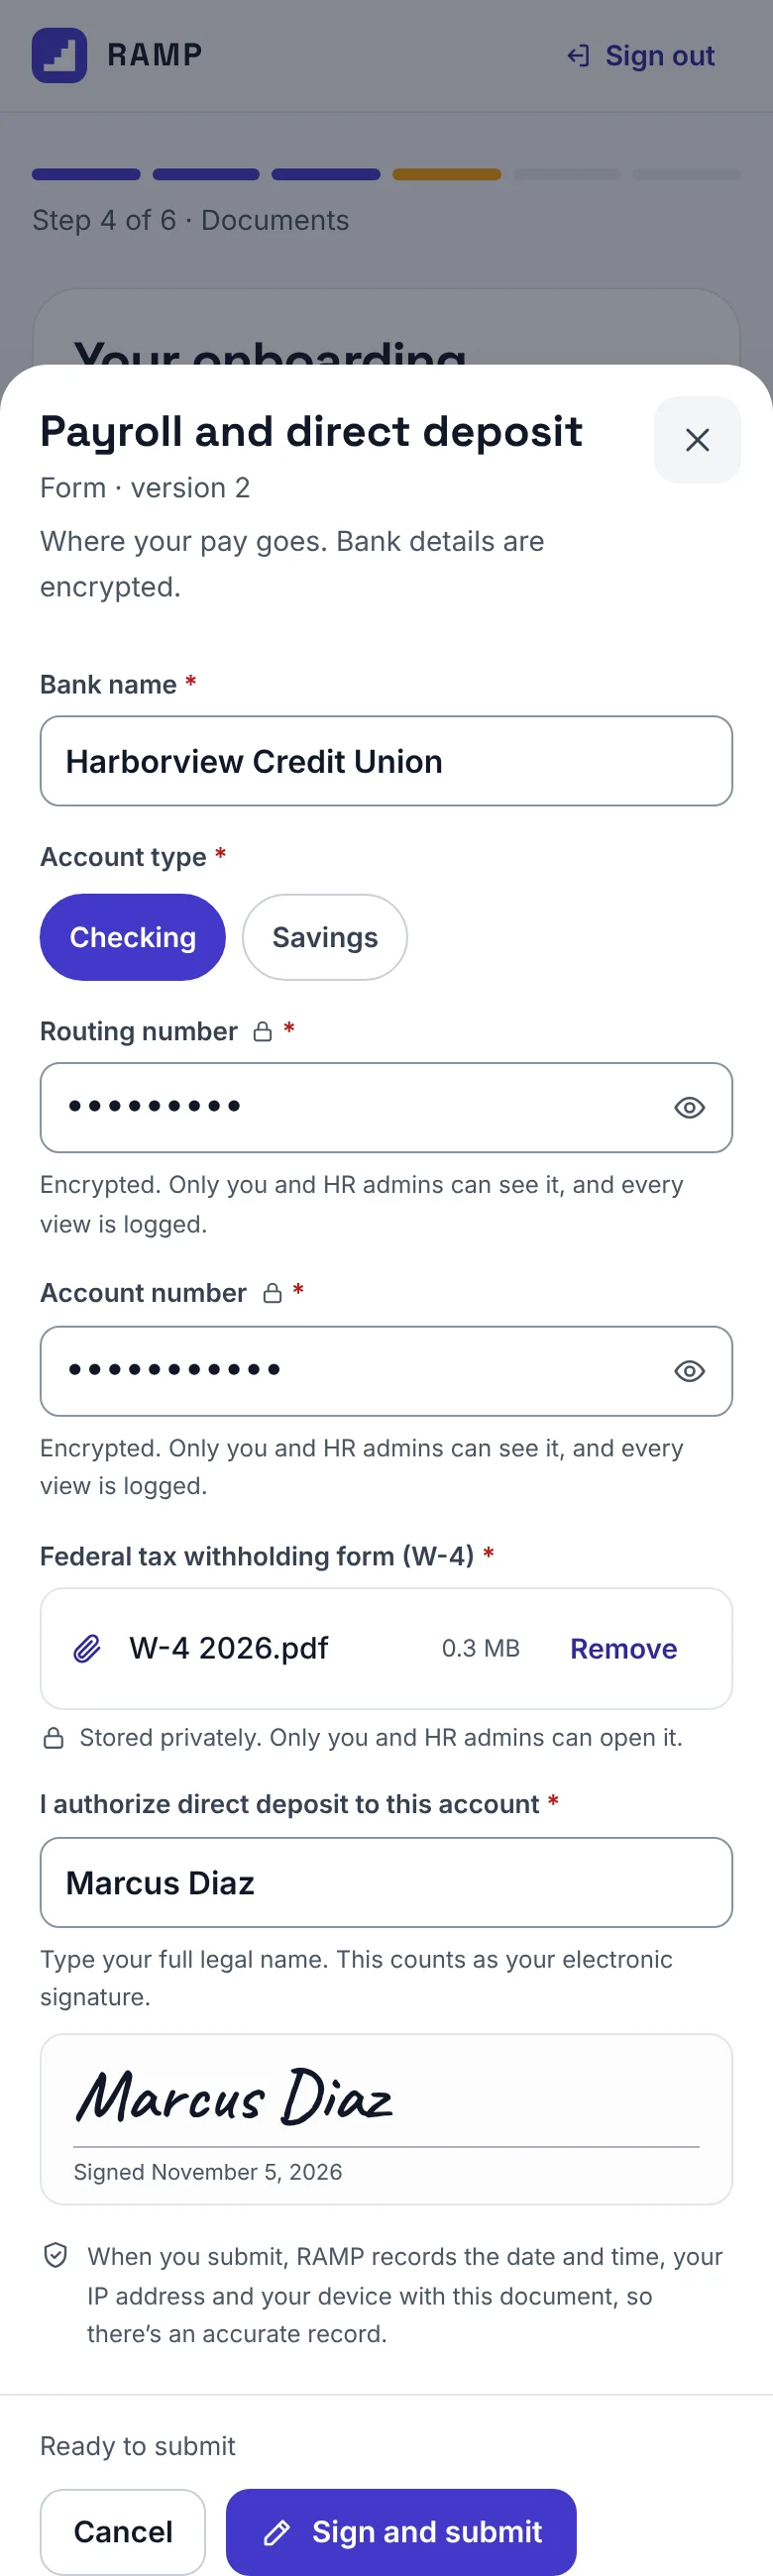 RAMP
Sign out
Step 4 of 6 · Documents
Your onboarding
Payroll and direct deposit
Form · version 2
Where your pay goes. Bank details are
encrypted.
Bank name *
Harborview Credit Union
Account type *
Checking
Savings
Routing number *
•••••••••
Encrypted. Only you and HR admins can see it, and every
view is logged.
Account number *
•••••••••••
Encrypted. Only you and HR admins can see it, and every
view is logged.
Federal tax withholding form (W-4) *
W-4 2026.pdf
0.3 MB
Remove
Stored privately. Only you and HR admins can open it.
I authorize direct deposit to this account *
Marcus Diaz
Type your full legal name. This counts as your electronic
signature.
Marcus Diaz
Signed November 5, 2026
When you submit, RAMP records the date and time, your
IP address and your device with this document, so
there’s an accurate record.
Ready to submit
Cancel
Sign and submit